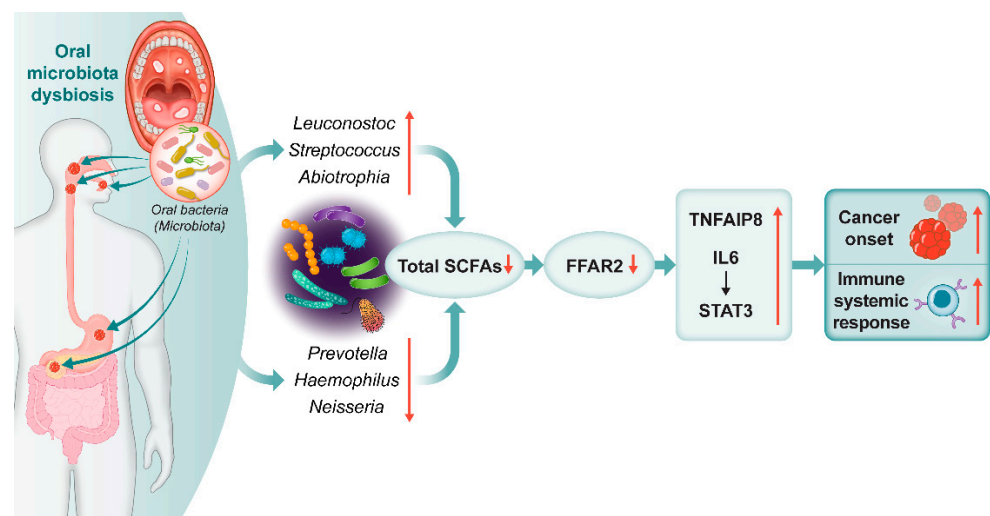 Oral
microbiota
dysbiosis
Oral bacteria
(Microbiota)
Leuconostoc
Streptococcus
Abiotrophia
Total SCFAs
Prevotella
Haemophilus
Neisseria
FFAR2
TNFAIP8
IL6
STAT3
Cancer
onset
Immune
systemic
response